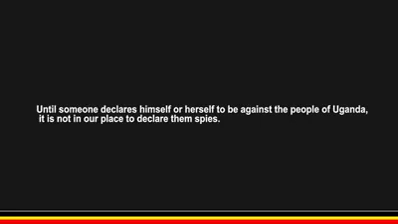 Until someone declares himself or herself to be against the people of Uganda,
it is not in our place to declare them spies.